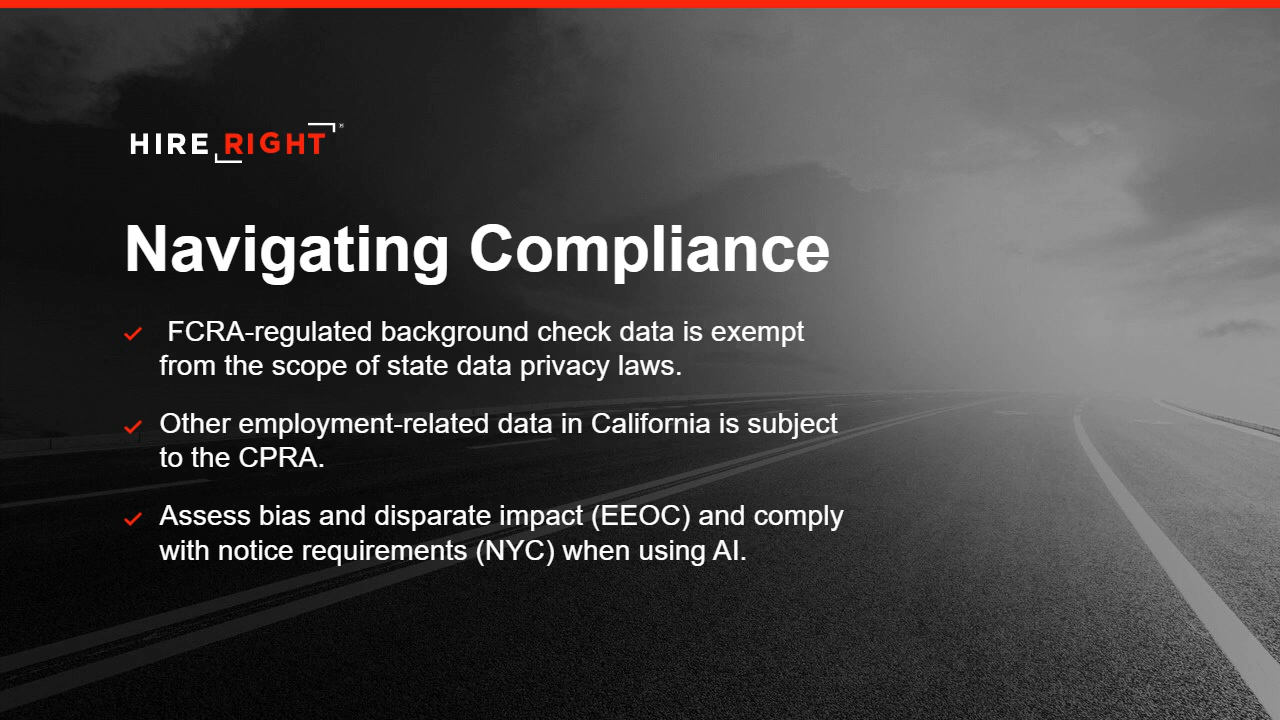 HIRE RIGHT
Navigating Compliance
FCRA-regulated background check data is exempt
from the scope of state data privacy laws.
Other employment-related data in California is subject
to the CPRA.
Assess bias and disparate impact (EEOC) and comply
with notice requirements (NYC) when using AI.